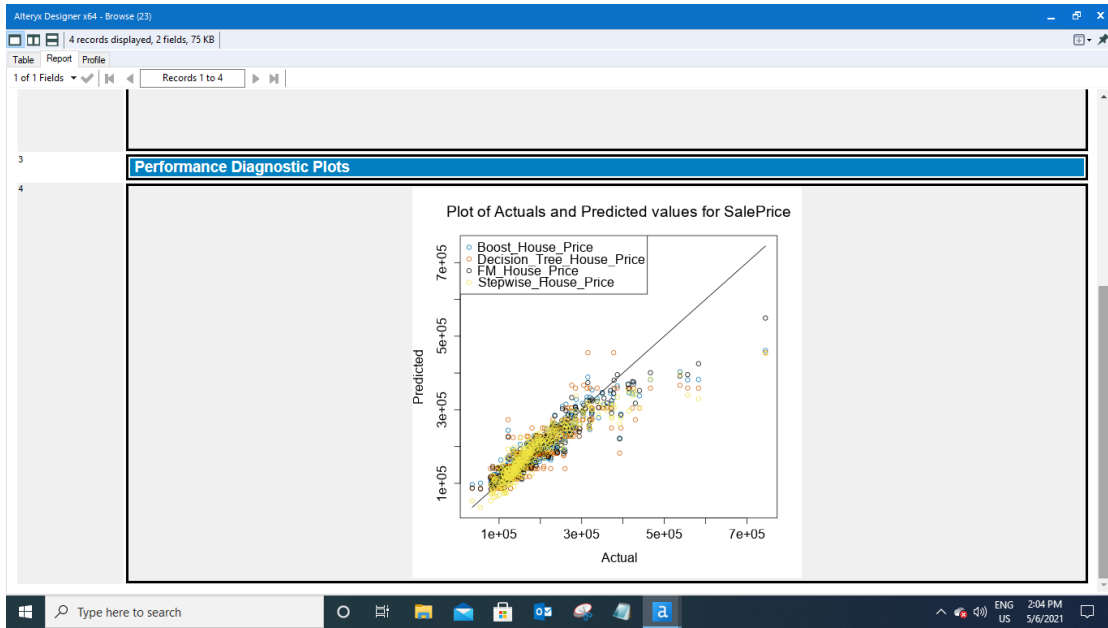 Alteryx Designer x64 - Browse (23)
4 records displayed, 2 fields, 75 KB
Table Report Profile
1 of 1 Fields Records 1 to 4
3
Performance Diagnostic Plots
4
Plot of Actuals and Predicted values for SalePrice
Boost_House_Price
Decision_Tree_House_Price
FM_House_Price
Stepwise_House_Price
Predicted
7e+05
5e+05
3e+05
1e+05
1e+05 3e+05 5e+05 7e+05
Actual
Type here to search
a
ENG 2:04 PM
US 5/6/2021